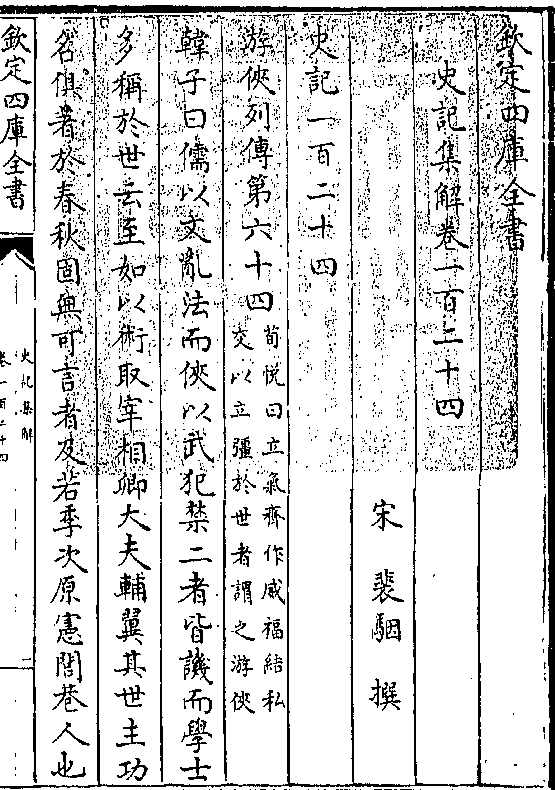 欽定四庫全書
史記集解卷一百二十四
宋 裴駰 撰
史記一百二十四
游俠列傳第六十四
荀悦曰立氣齊作威福結私
交以立彊於世者謂之游俠
韓子曰儒以文亂法而俠以武犯禁二者皆譏而學士
多稱於世云至如以術取宰相卿大夫輔翼其世主功
名俱著於春秋固無可言者及若季次原憲閭巷人也
欽定四庫全書
史記集解
卷一百二十四
二